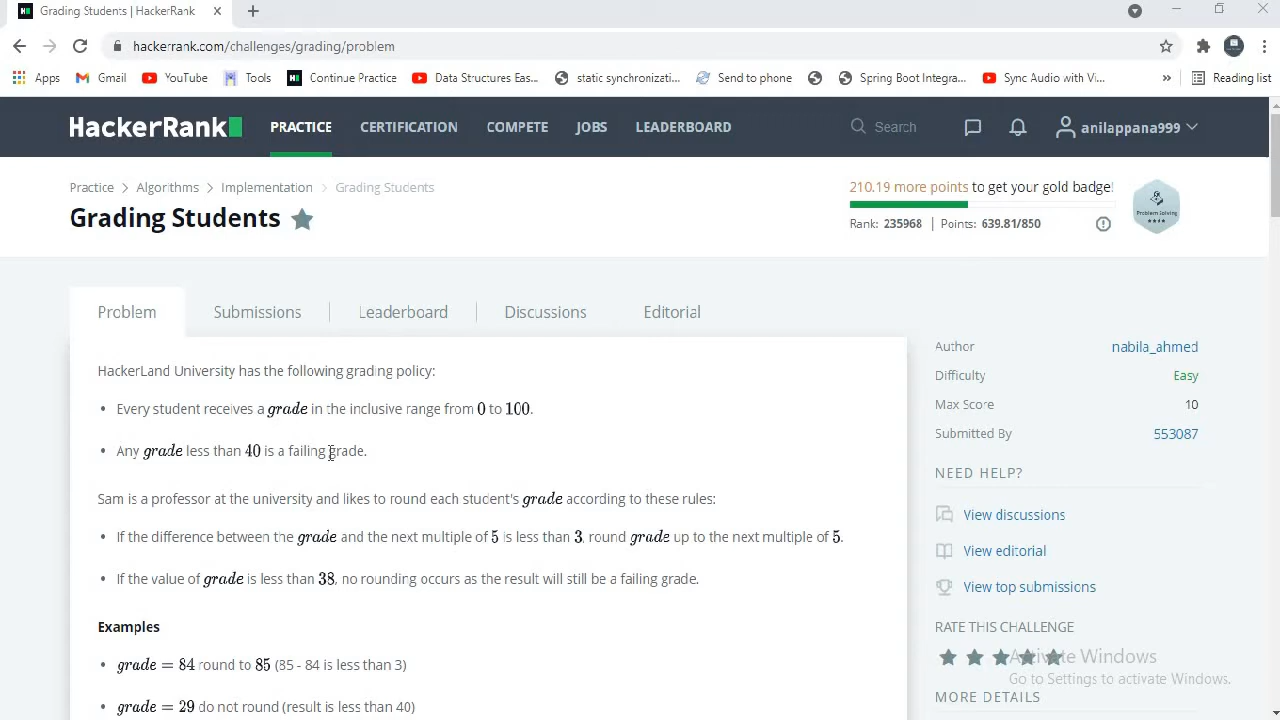 Grading Students | HackerRank
hackerrank.com/challenges/grading/problem
Apps Gmail YouTube Tools Continue Practice Data Structures Eas... static synchronizati... Send to phone Spring Boot Integra... Sync Audio with Vi... » Reading list
HackerRank PRACTICE CERTIFICATION COMPETE JOBS LEADERBOARD Search anilappana999
Practice > Algorithms > Implementation > Grading Students
210.19 more points to get your gold badge!
Grading Students
Rank: 235968 | Points: 639.81/850
Problem Solving
Problem Submissions Leaderboard Discussions Editorial
HackerLand University has the following grading policy:
• Every student receives a grade in the inclusive range from 0 to 100.
• Any grade less than 40 is a failing grade.
Sam is a professor at the university and likes to round each student's grade according to these rules:
• If the difference between the grade and the next multiple of 5 is less than 3, round grade up to the next multiple of 5.
• If the value of grade is less than 38, no rounding occurs as the result will still be a failing grade.
Examples
• grade = 84 round to 85 (85 - 84 is less than 3)
• grade = 29 do not round (result is less than 40)
Author nabila_ahmed
Difficulty Easy
Max Score 10
Submitted By 553087
NEED HELP?
View discussions
View editorial
View top submissions
RATE THIS CHALLENGE
Activate Windows
Go to Settings to activate Windows.
MORE DETAILS